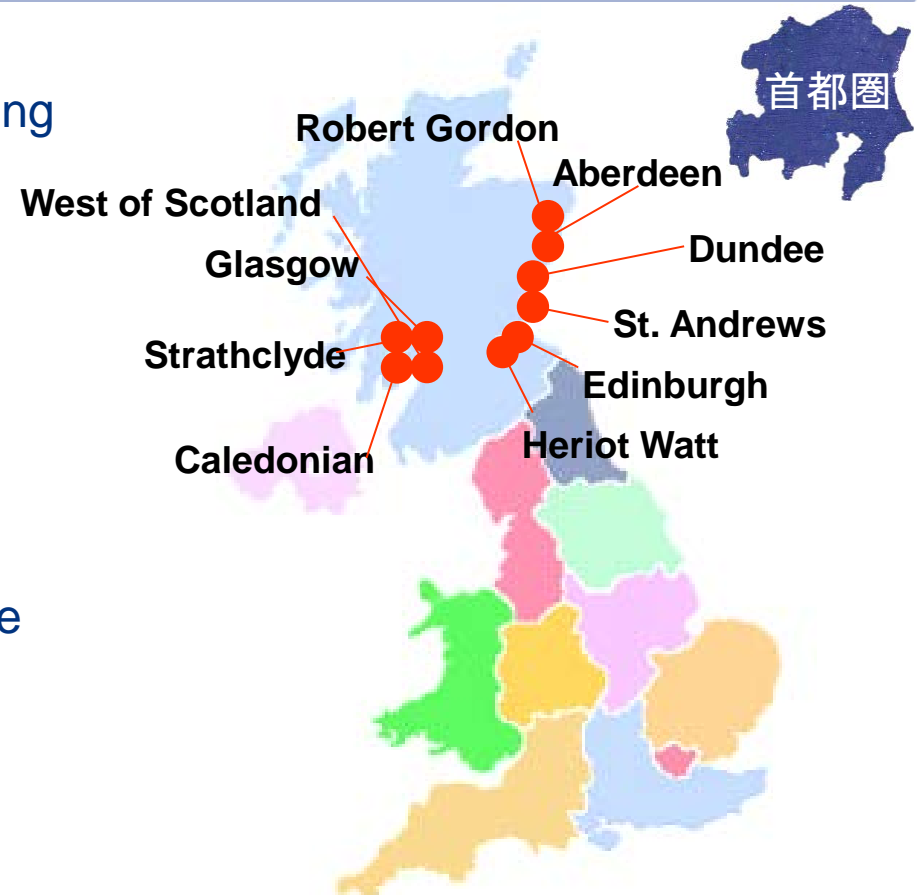 首都圏
ng
Robert Gordon
Aberdeen
West of Scotland
Dundee
Glasgow
St. Andrews
Strathclyde
Edinburgh
Heriot Watt
Caledonian
e